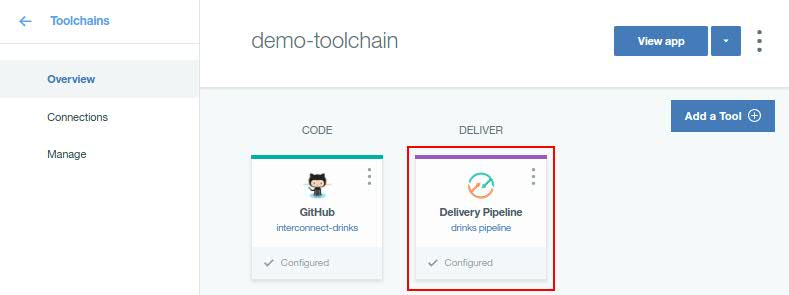 Toolchains
Overview
Connections
Manage
demo-toolchain
View app
Add a Tool
CODE
DELIVER
GitHub
interconnect-drinks
Configured
Delivery Pipeline
drinks pipeline
Configured